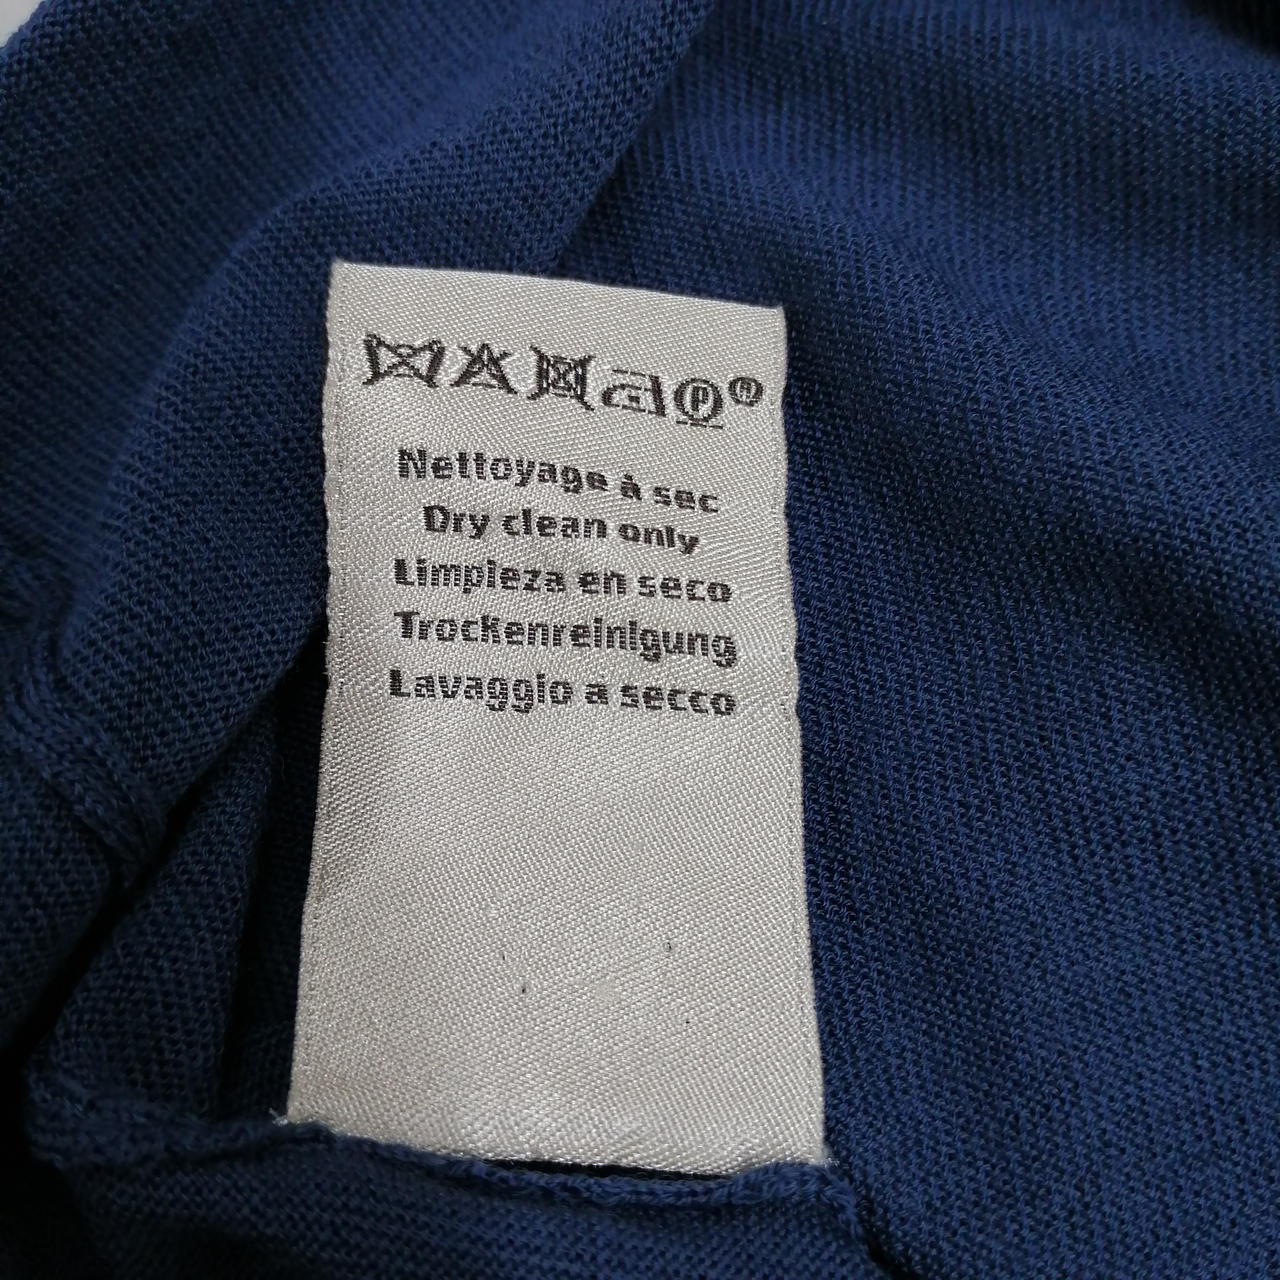 P ®
Nettoyage à sec
Dry clean only
Limpieza en seco
Trockenreinigung
Lavaggio a secco